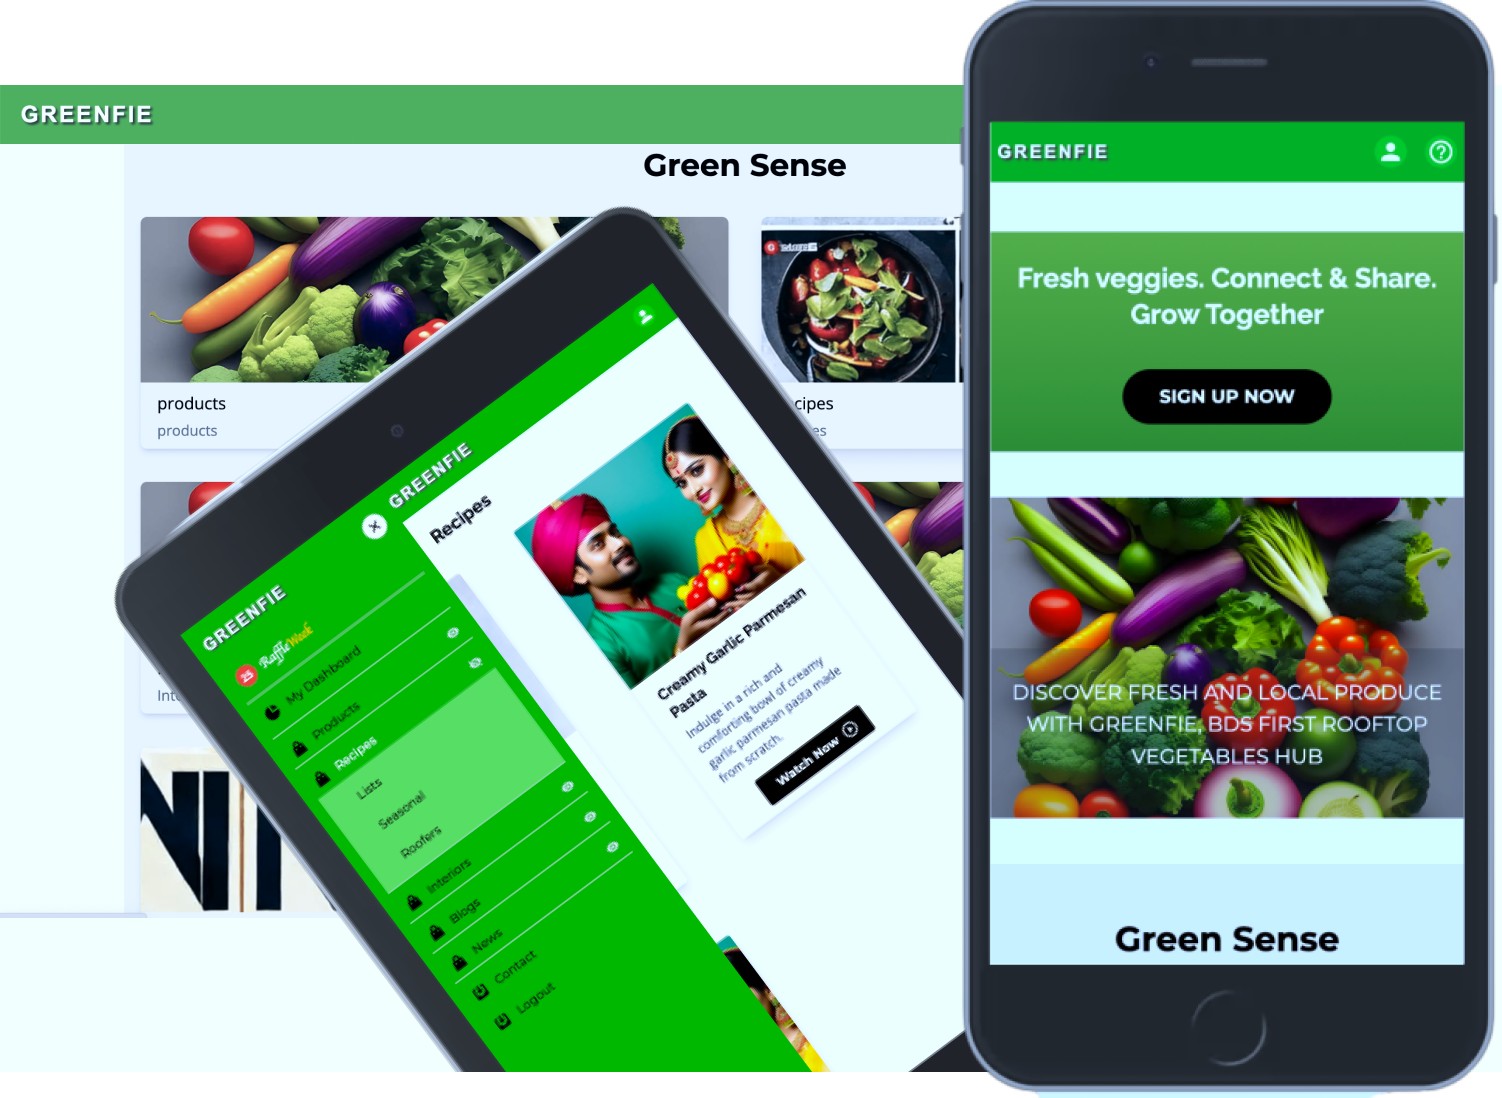 GREENFIE
Green Sense
products
products
cipes
es
Inte
GREENFIE
Recipes
GREENFIE
25
Raffle Week
My Dashboard
Products
Recipes
Lists
Seasonal
Roofers
Interiors
Blogs
News
Contact
Logout
Creamy Garlic Parmesan
Pasta
Indulge in a rich and
comforting bowl of creamy
garlic parmesan pasta made
from scratch.
Watch Now
GREENFIE
Fresh veggies. Connect & Share.
Grow Together
SIGN UP NOW
DISCOVER FRESH AND LOCAL PRODUCE
WITH GREENFIE, BDS FIRST ROOFTOP
VEGETABLES HUB
Green Sense